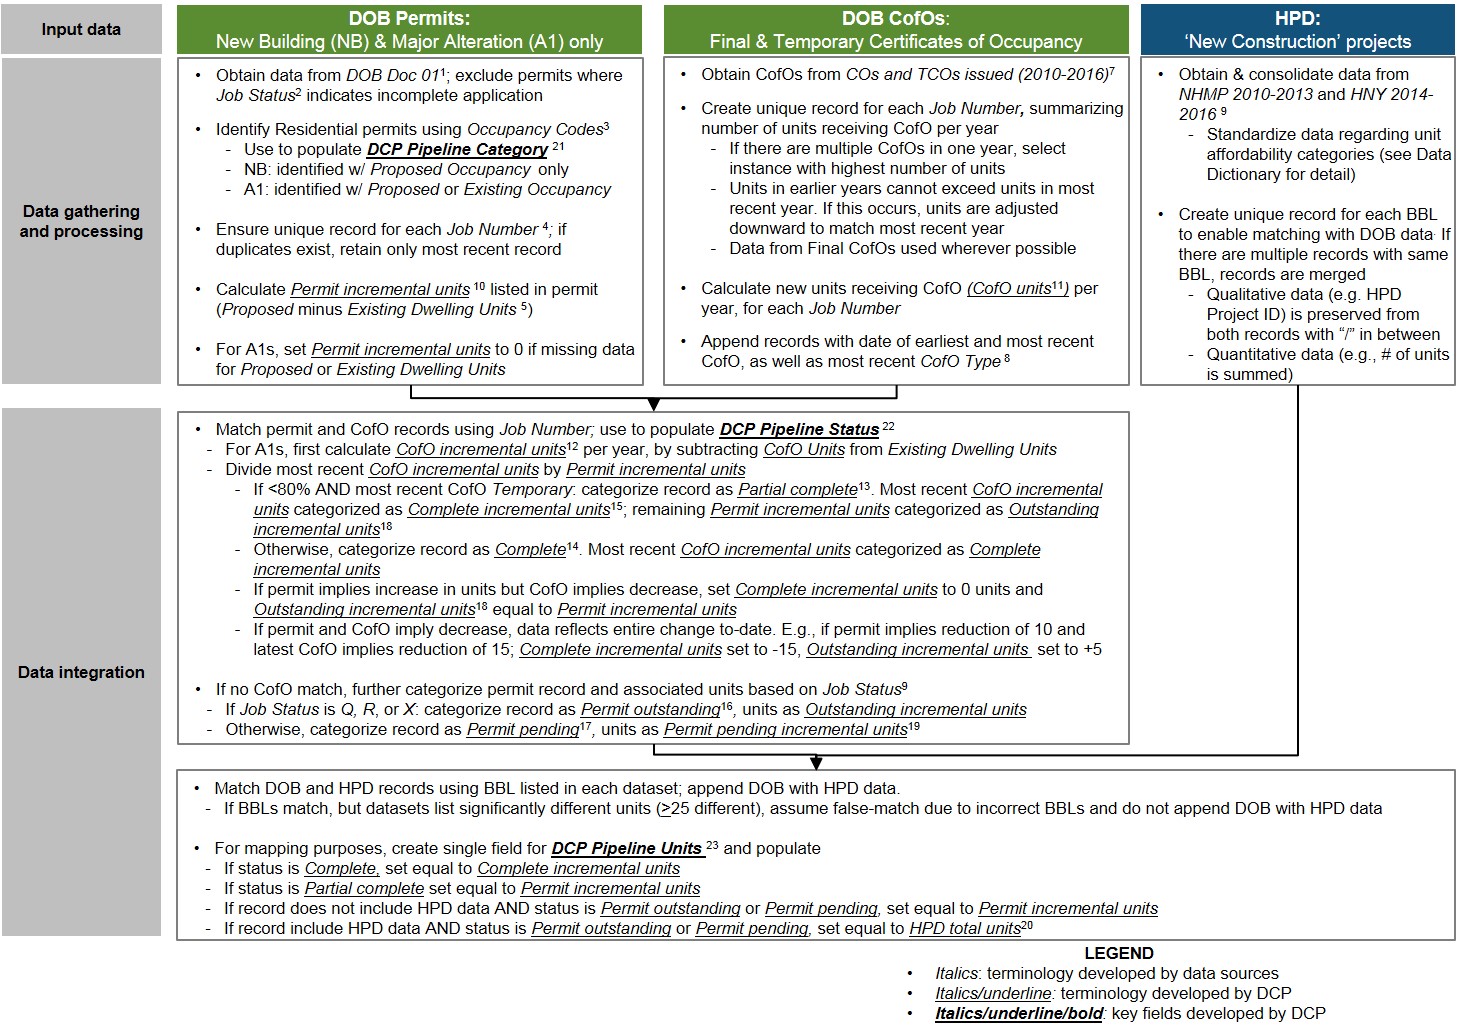 Input data
DOB Permits:
New Building (NB) & Major Alteration (A1) only
DOB CofOs:
Final & Temporary Certificates of Occupancy
HPD:
‘New Construction’ projects
Data gathering
and processing
• Obtain data from DOB Doc 01¹; exclude permits where
Job Status² indicates incomplete application
• Identify Residential permits using Occupancy Codes³
- Use to populate DCP Pipeline Category ²¹
- NB: identified w/ Proposed Occupancy only
- A1: identified w/ Proposed or Existing Occupancy
• Ensure unique record for each Job Number ⁴; if
duplicates exist, retain only most recent record
• Calculate Permit incremental units ¹⁰ listed in permit
(Proposed minus Existing Dwelling Units ⁵)
• For A1s, set Permit incremental units to 0 if missing data
for Proposed or Existing Dwelling Units
• Obtain CofOs from COs and TCOs issued (2010-2016)⁷
• Create unique record for each Job Number, summarizing
number of units receiving CofO per year
- If there are multiple CofOs in one year, select
instance with highest number of units
- Units in earlier years cannot exceed units in most
recent year. If this occurs, units are adjusted
downward to match most recent year
- Data from Final CofOs used wherever possible
• Calculate new units receiving CofO (CofO units¹¹) per
year, for each Job Number
• Append records with date of earliest and most recent
CofO, as well as most recent CofO Type ⁸
• Obtain & consolidate data from
NHMP 2010-2013 and HNY 2014-
2016 ⁹
- Standardize data regarding unit
affordability categories (see Data
Dictionary for detail)
• Create unique record for each BBL
to enable matching with DOB data. If
there are multiple records with same
BBL, records are merged
- Qualitative data (e.g. HPD
Project ID) is preserved from
both records with “/” in between
- Quantitative data (e.g., # of units
is summed)
Data integration
• Match permit and CofO records using Job Number; use to populate DCP Pipeline Status ²²
- For A1s, first calculate CofO incremental units¹² per year, by subtracting CofO Units from Existing Dwelling Units
- Divide most recent CofO incremental units by Permit incremental units
- If <80% AND most recent CofO Temporary: categorize record as Partial complete¹³. Most recent CofO incremental
units categorized as Complete incremental units¹⁵; remaining Permit incremental units categorized as Outstanding
incremental units¹⁸
- Otherwise, categorize record as Complete¹⁴. Most recent CofO incremental units categorized as Complete
incremental units
- If permit implies increase in units but CofO implies decrease, set Complete incremental units to 0 units and
Outstanding incremental units¹⁸ equal to Permit incremental units
- If permit and CofO imply decrease, data reflects entire change to-date. E.g., if permit implies reduction of 10 and
latest CofO implies reduction of 15; Complete incremental units set to -15, Outstanding incremental units set to +5
• If no CofO match, further categorize permit record and associated units based on Job Status⁹
- If Job Status is Q, R, or X: categorize record as Permit outstanding¹⁶, units as Outstanding incremental units
- Otherwise, categorize record as Permit pending¹⁷, units as Permit pending incremental units¹⁹
• Match DOB and HPD records using BBL listed in each dataset; append DOB with HPD data.
- If BBLs match, but datasets list significantly different units (≥25 different), assume false-match due to incorrect BBLs and do not append DOB with HPD data
• For mapping purposes, create single field for DCP Pipeline Units ²³ and populate
- If status is Complete, set equal to Complete incremental units
- If status is Partial complete set equal to Permit incremental units
- If record does not include HPD data AND status is Permit outstanding or Permit pending, set equal to Permit incremental units
- If record include HPD data AND status is Permit outstanding or Permit pending, set equal to HPD total units²⁰
LEGEND
• Italics: terminology developed by data sources
• Italics/underline: terminology developed by DCP
• Italics/underline/bold: key fields developed by DCP